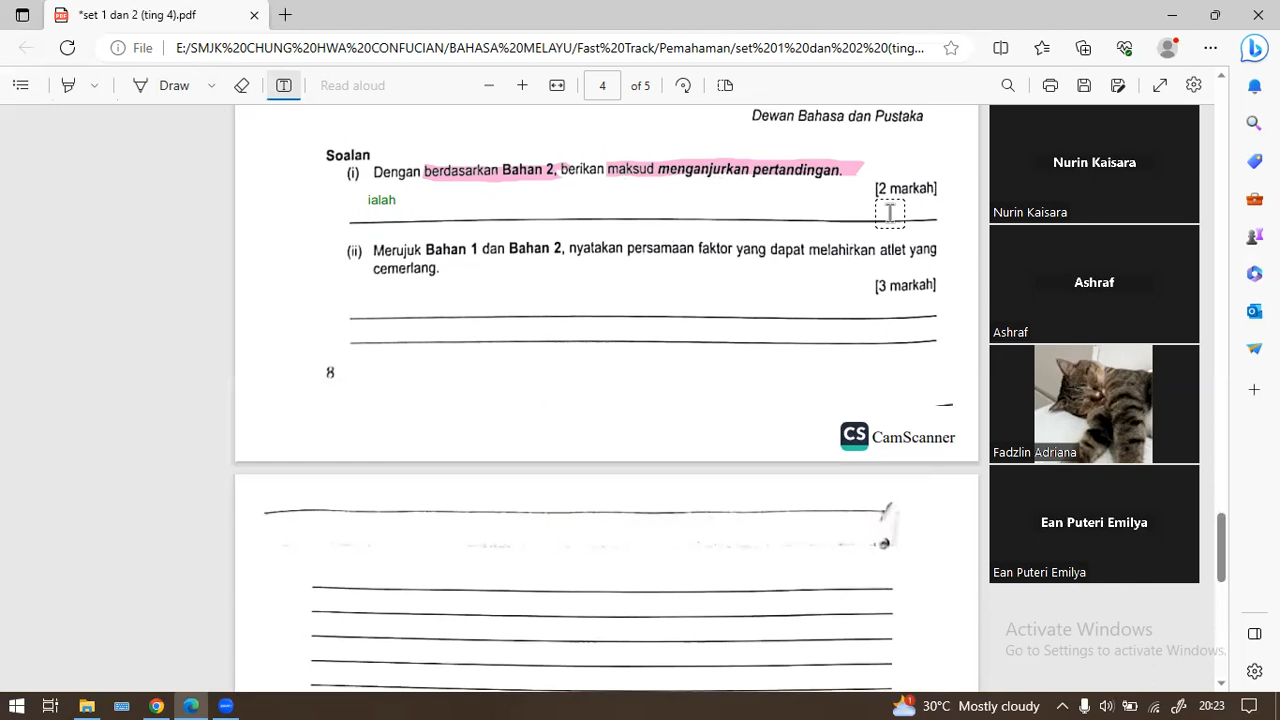 *set 1 dan 2 (ting 4).pdf
File
E:/SMJK%20CHUNG%20HWA%20CONFUCIAN/BAHASA%20MELAYU/Fast%20Track/Pemahaman/set%201%20dan%202%20(ting...
Draw
Read aloud
4 of 5
Dewan Bahasa dan Pustaka
Soalan
(i) Dengan berdasarkan Bahan 2, berikan maksud menganjurkan pertandingan.
[2 markah]
ialah
(ii) Merujuk Bahan 1 dan Bahan 2, nyatakan persamaan faktor yang dapat melahirkan atlet yang
cemerlang.
[3 markah]
8
CS CamScanner
Nurin Kaisara
Nurin Kaisara
Ashraf
Ashraf
Fadzlin Adriana
Ean Puteri Emilya
Ean Puteri Emilya
Activate Windows
Go to Settings to activate Windows.
1
30°C Mostly cloudy
20:23